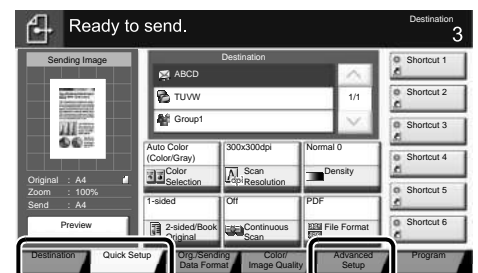 Ready to send.
Destination
3
Sending Image
Original : A4
Zoom : 100%
Send : A4
Preview
Destination
ABCD
TUVW
Group1
1/1
Auto Color
(Color/Gray)
Color
Selection
300x300dpi
Scan
Resolution
Normal 0
Density
1-sided
2-sided/Book
Original
Off
Continuous
Scan
PDF
File Format
Shortcut 1
Shortcut 2
Shortcut 3
Shortcut 4
Shortcut 5
Shortcut 6
Destination
Quick Setup
Org./Sending
Data Format
Color/
Image Quality
Advanced
Setup
Program